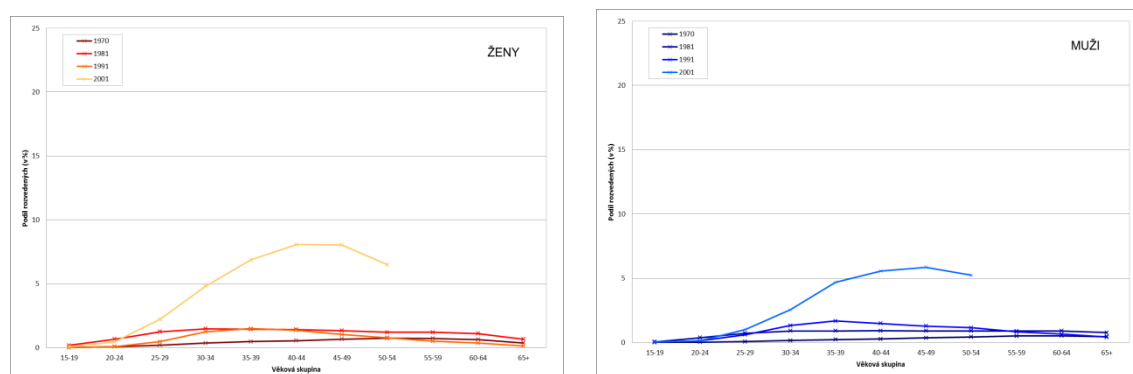 25
20
15
10
5
0
Podíl rozvedených (v %)
1970
1981
1991
2001
ŽENY
15-19 20-24 25-29 30-34 35-39 40-44 45-49 50-54 55-59 60-64 65+
Věková skupina
25
20
15
10
5
0
Podíl rozvedených (v %)
1970
1981
1991
2001
MUŽI
15-19 20-24 25-29 30-34 35-39 40-44 45-49 50-54 55-59 60-64 65+
Věková skupina